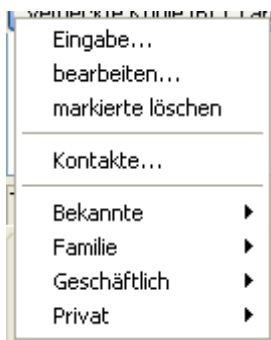 Eingabe...
bearbeiten...
markierte löschen
Kontakte...
Bekannte
Familie
Geschäftlich
Privat